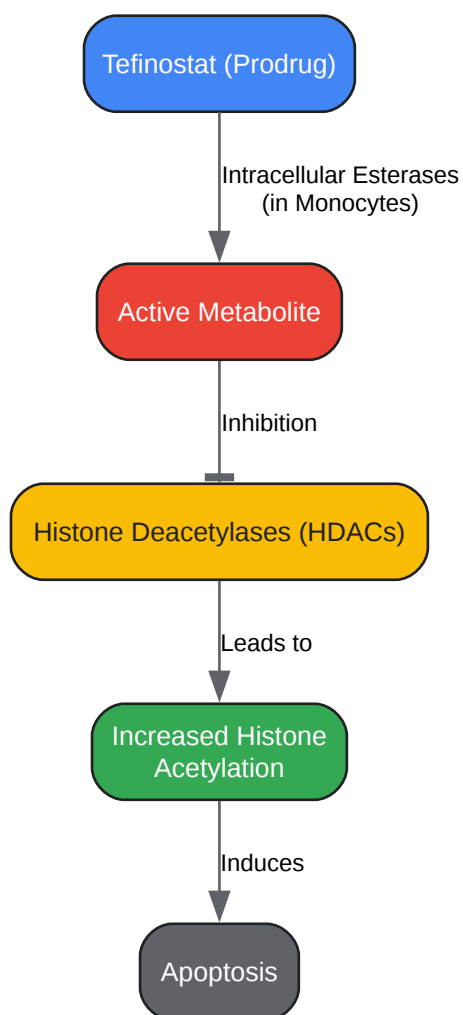 Tefinostat (Prodrug)
Intracellular Esterases
(in Monocytes)
Active Metabolite
Inhibition
Histone Deacetylases (HDACs)
Leads to
Increased Histone
Acetylation
Induces
Apoptosis